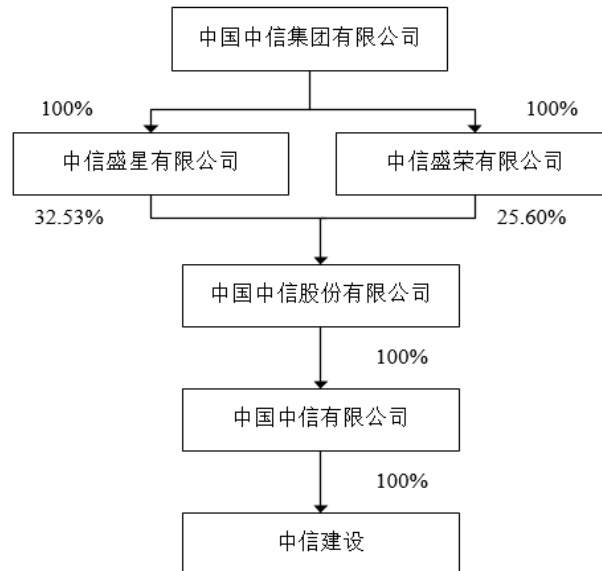 中国中信集团有限公司
100%
100%
中信盛星有限公司
中信盛荣有限公司
32.53%
25.60%
中国中信股份有限公司
100%
中国中信有限公司
100%
中信建设